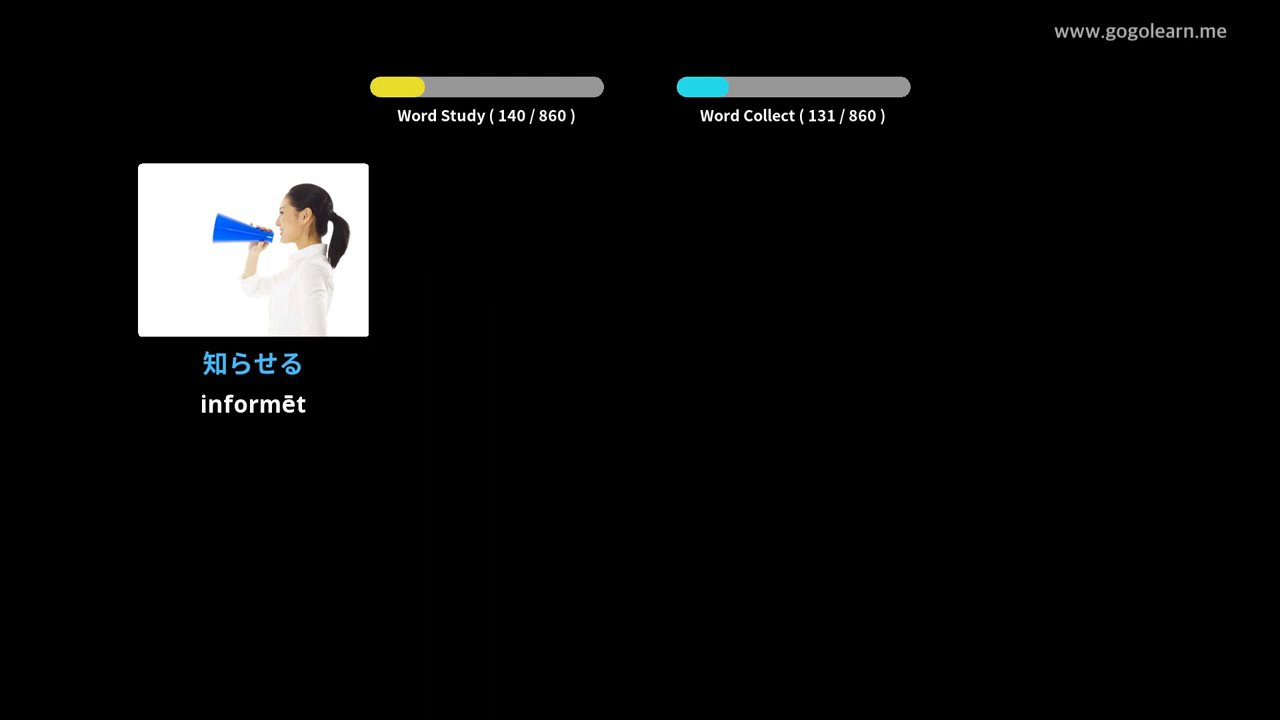 www.gogolearn.me
Word Study ( 140 / 860 )
Word Collect ( 131 / 860 )
知らせる
informēt